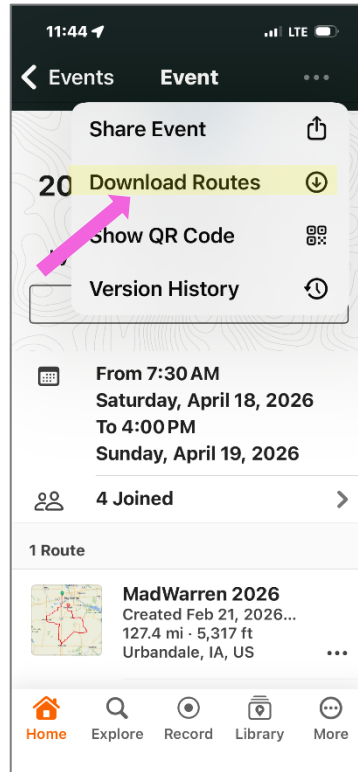 11:44
LTE
Events
Event
Share Event
Download Routes
20
Show QR Code
Version History
From 7:30 AM
Saturday, April 18, 2026
To 4:00 PM
Sunday, April 19, 2026
4 Joined
1 Route
MadWarren 2026
Created Feb 21, 2026...
127.4 mi · 5,317 ft
Urbandale, IA, US
Home
Explore
Record
Library
More